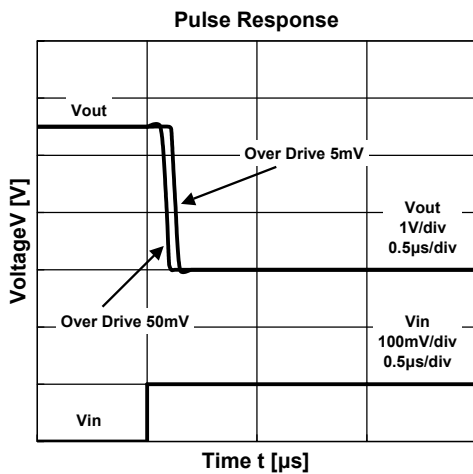 Pulse Response
Vout
Over Drive 5mV
Vout
1V/div
0.5µs/div
Over Drive 50mV
Vin
100mV/div
0.5µs/div
Vin
VoltageV [V]
Time t [µs]